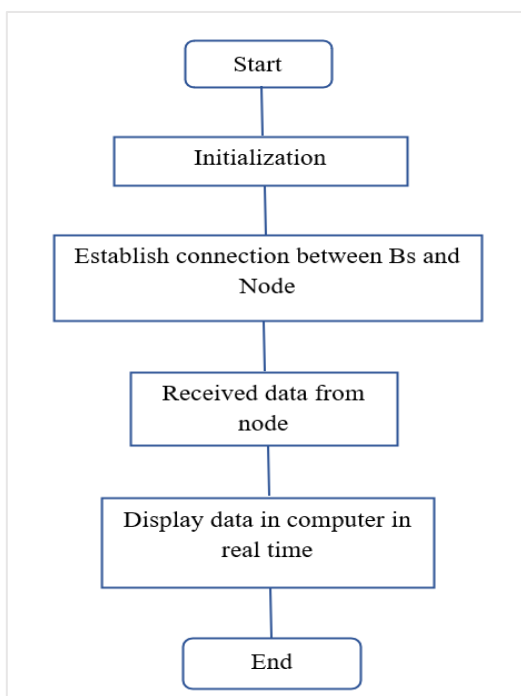 Start
Initialization
Establish connection between Bs and
Node
Received data from
node
Display data in computer in
real time
End